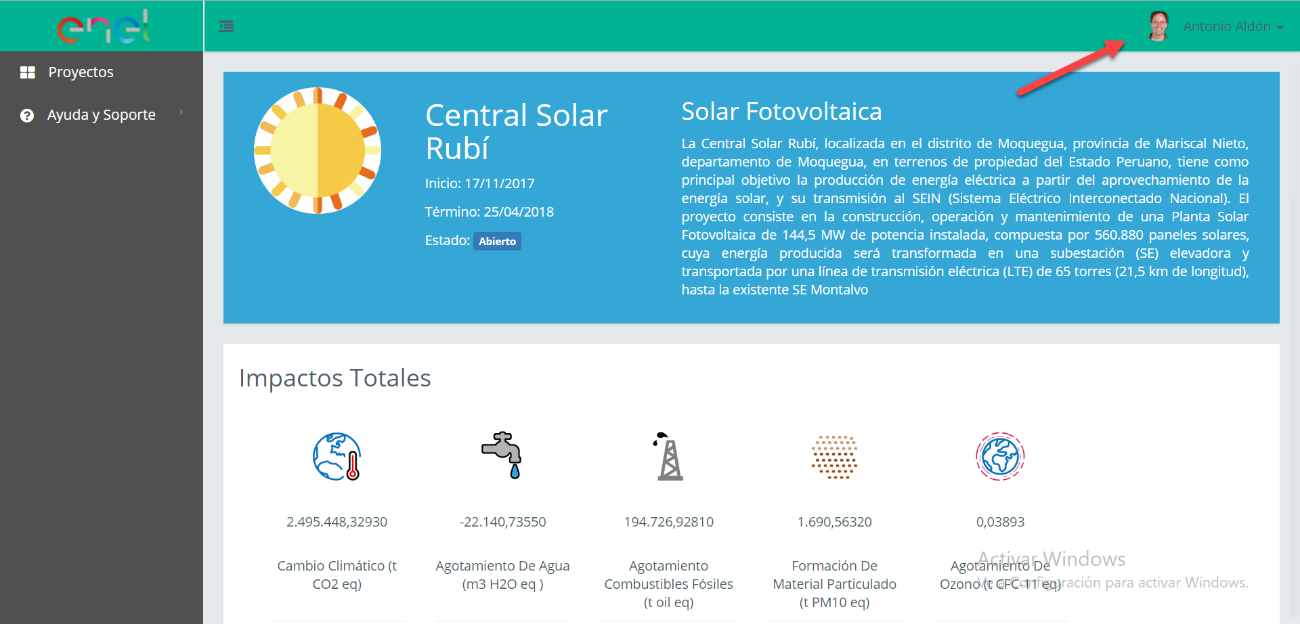 enel
Antonio Aldón
Proyectos
Ayuda y Soporte
Central Solar
Rubí
Inicio: 17/11/2017
Término: 25/04/2018
Estado: Abierto
Solar Fotovoltaica
La Central Solar Rubí, localizada en el distrito de Moquegua, provincia de Mariscal Nieto,
departamento de Moquegua, en terrenos de propiedad del Estado Peruano, tiene como
principal objetivo la producción de energía eléctrica a partir del aprovechamiento de la
energía solar, y su transmisión al SEIN (Sistema Eléctrico Interconectado Nacional). El
proyecto consiste en la construcción, operación y mantenimiento de una Planta Solar
Fotovoltaica de 144,5 MW de potencia instalada, compuesta por 560.880 paneles solares,
cuya energía producida será transformada en una subestación (SE) elevadora y
transportada por una línea de transmisión eléctrica (LTE) de 65 torres (21,5 km de longitud),
hasta la existente SE Montalvo
Impactos Totales
2.495.448,32930
Cambio Climático (t
CO2 eq)
-22.140,73550
Agotamiento De Agua
(m3 H2O eq )
194.726,92810
Agotamiento
Combustibles Fósiles
(t oil eq)
1.690,56320
Formación De
Material Particulado
(t PM10 eq)
0,03893
Agotamiento De
Ozono (t CFC-11 eq)
Activar Windows
Ve a Configuración para activar Windows.